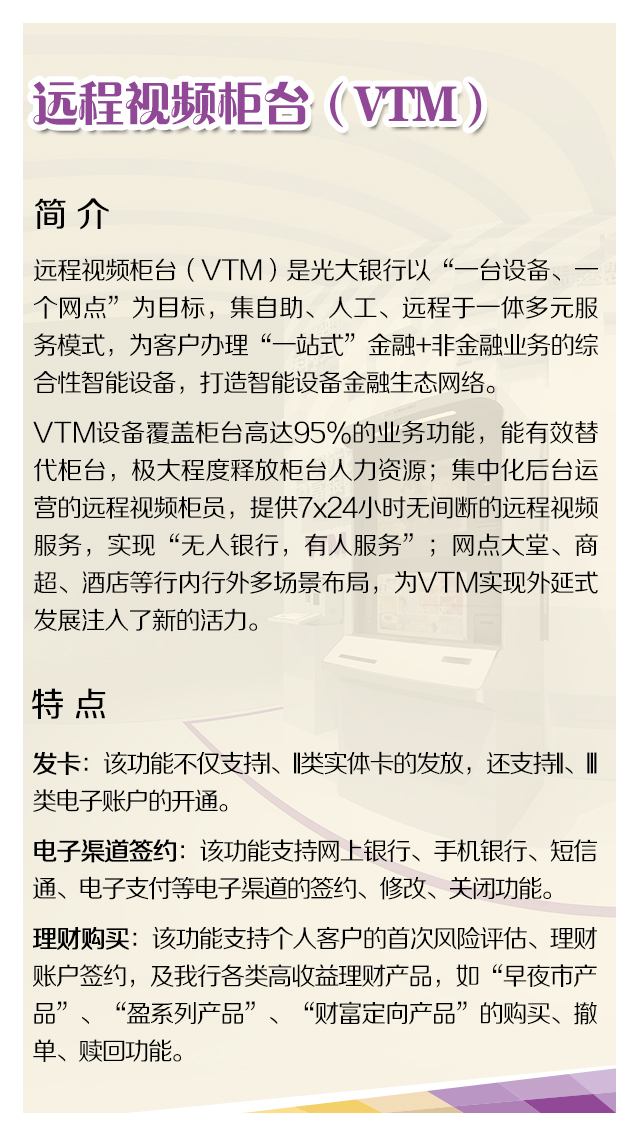 远程视频柜台（VTM）
简 介
远程视频柜台（VTM）是光大银行以“一台设备、一
个网点”为目标，集自助、人工、远程于一体多元服
务模式，为客户办理“一站式”金融+非金融业务的综
合性智能设备，打造智能设备金融生态网络。
VTM设备覆盖柜台高达95%的业务功能，能有效替
代柜台，极大程度释放柜台人力资源；集中化后台运
营的远程视频柜员，提供7x24小时无间断的远程视频
服务，实现“无人银行，有人服务”；网点大堂、商
超、酒店等行内行外多场景布局，为VTM实现外延式
发展注入了新的活力。
特 点
发卡：该功能不仅支持Ⅰ、Ⅱ类实体卡的发放，还支持Ⅱ、Ⅲ
类电子账户的开通。
电子渠道签约：该功能支持网上银行、手机银行、短信
通、电子支付等电子渠道的签约、修改、关闭功能。
理财购买：该功能支持个人客户的首次风险评估、理财
账户签约，及我行各类高收益理财产品，如“早夜市产
品”、“盈系列产品”、“财富定向产品”的购买、撤
单、赎回功能。